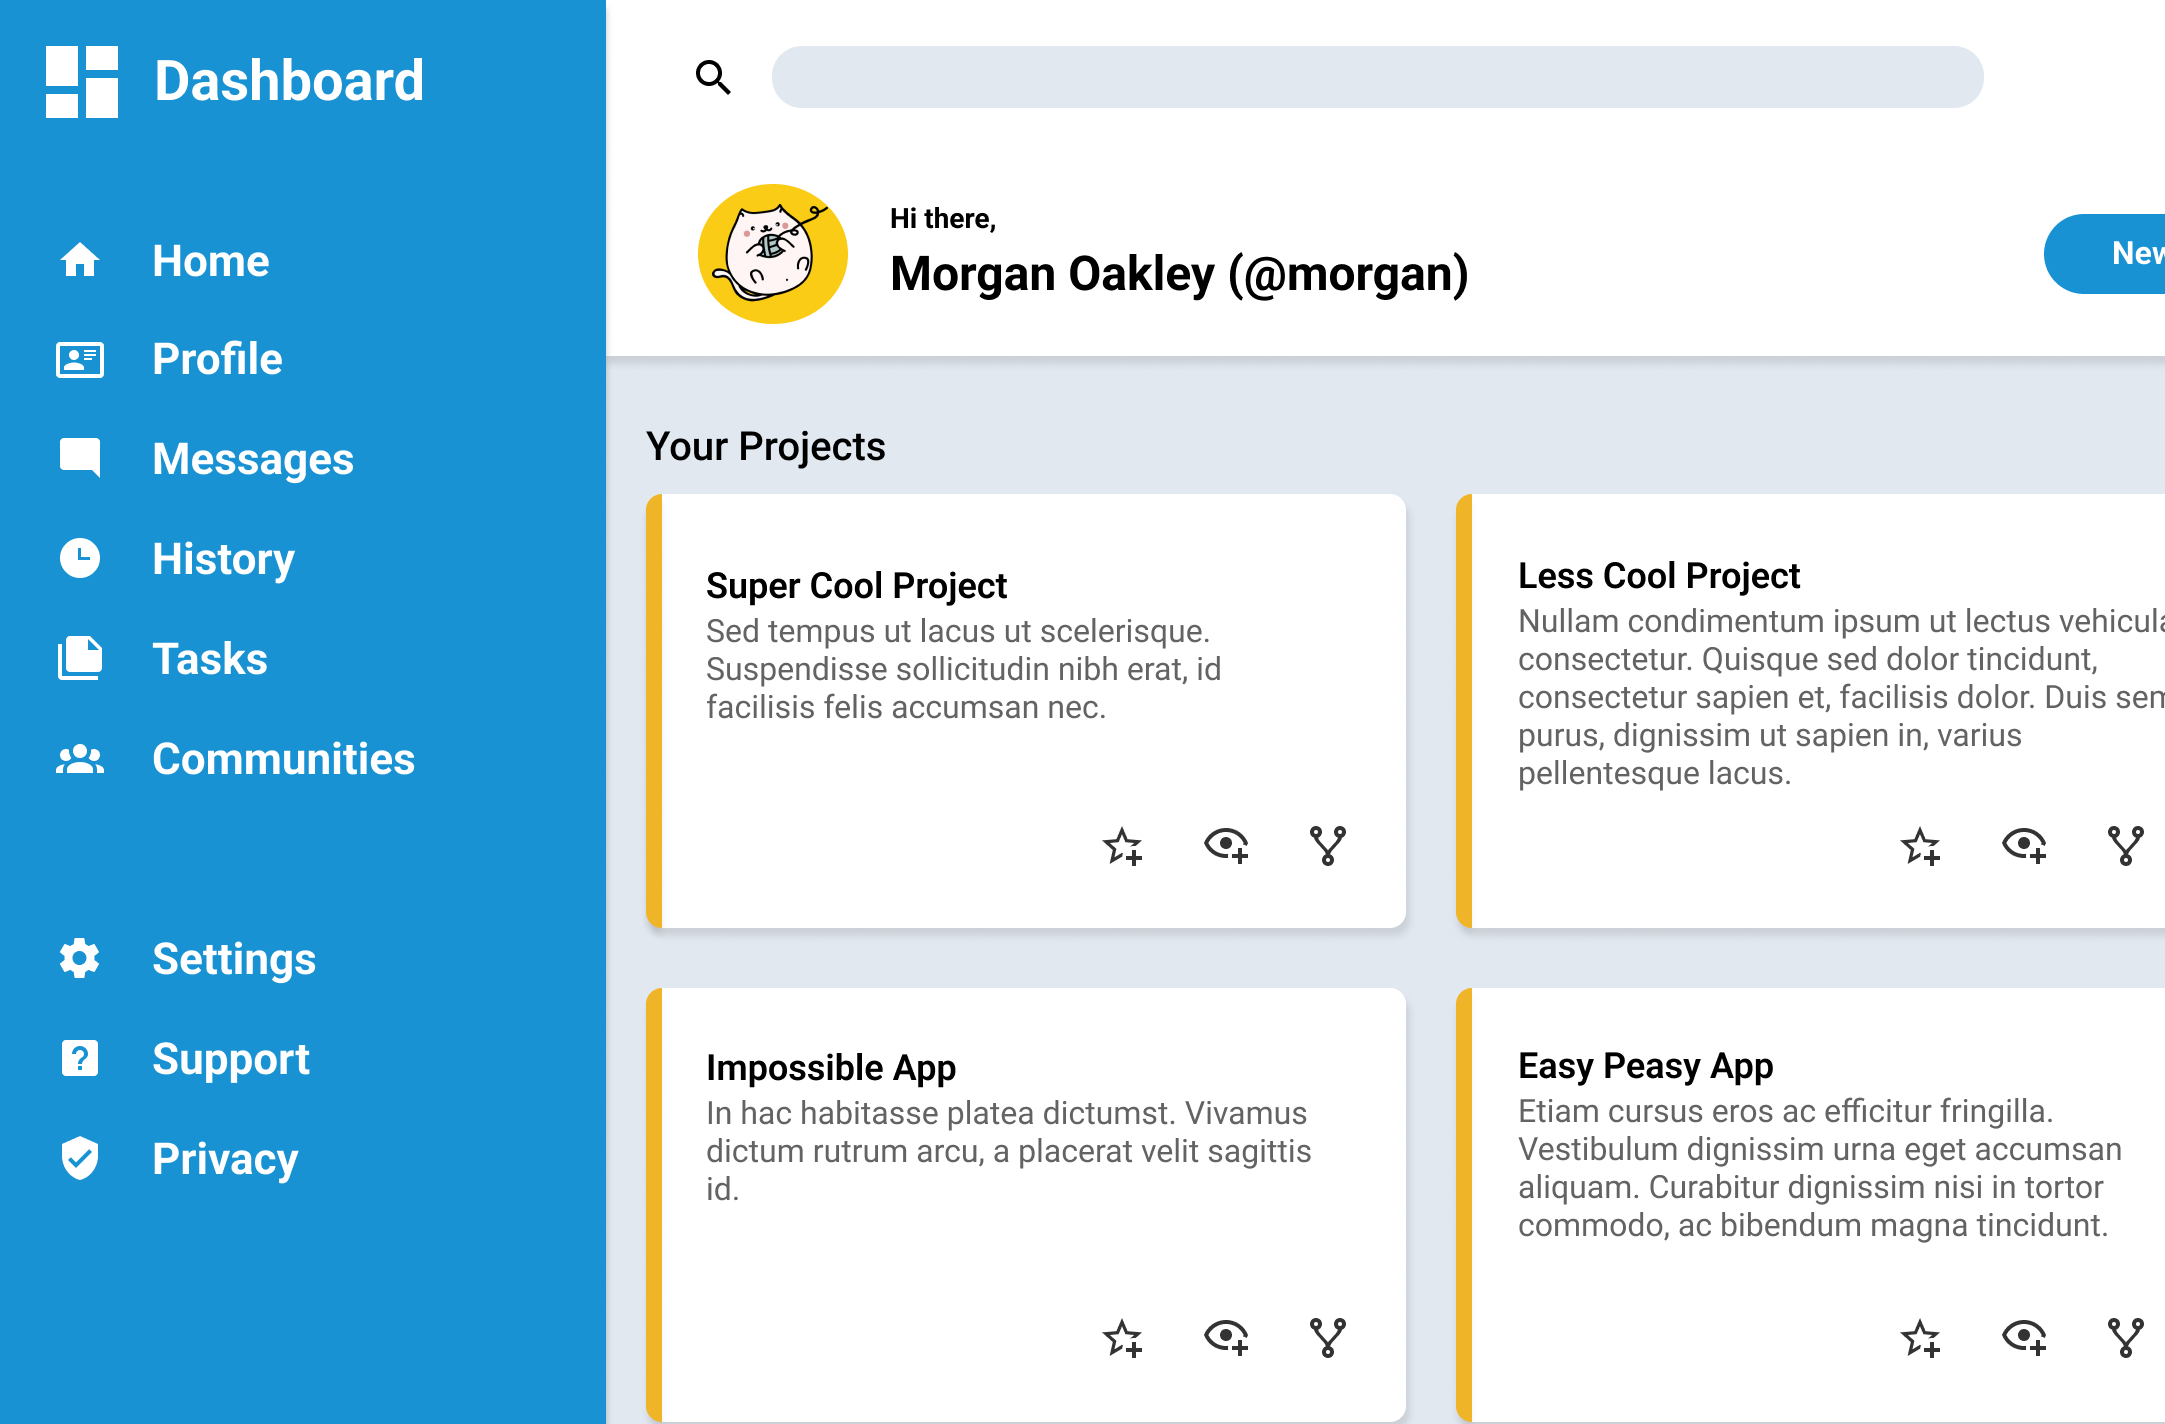 Dashboard
Home
Profile
Messages
History
Tasks
Communities
Settings
Support
Privacy
Hi there,
Morgan Oakley (@morgan)
New
Your Projects
Super Cool Project
Sed tempus ut lacus ut scelerisque.
Suspendisse sollicitudin nibh erat, id
facilisis felis accumsan nec.
Less Cool Project
Nullam condimentum ipsum ut lectus vehicula
consectetur. Quisque sed dolor tincidunt,
consectetur sapien et, facilisis dolor. Duis sem
purus, dignissim ut sapien in, varius
pellentesque lacus.
Impossible App
In hac habitasse platea dictumst. Vivamus
dictum rutrum arcu, a placerat velit sagittis
id.
Easy Peasy App
Etiam cursus eros ac efficitur fringilla.
Vestibulum dignissim urna eget accumsan
aliquam. Curabitur dignissim nisi in tortor
commodo, ac bibendum magna tincidunt.